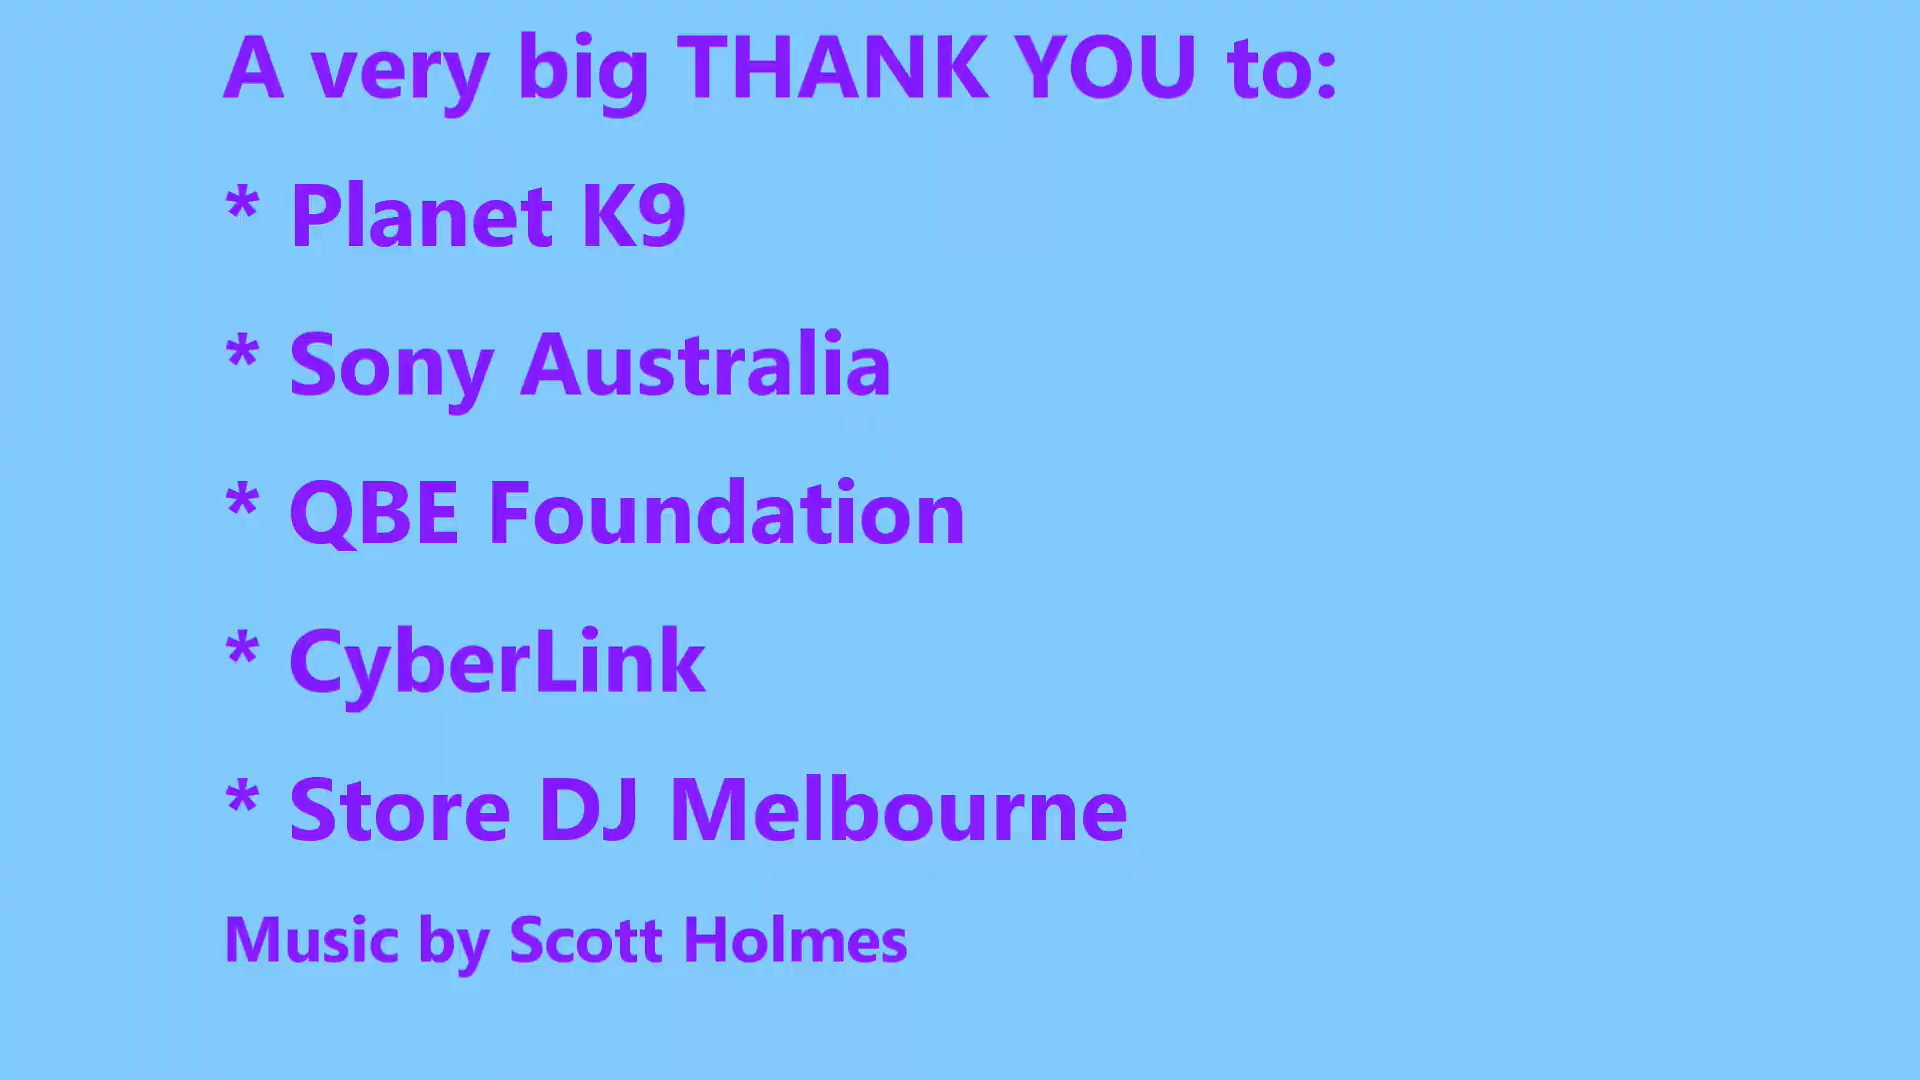 A very big THANK YOU to:
* Planet K9
* Sony Australia
* QBE Foundation
* CyberLink
* Store DJ Melbourne
Music by Scott Holmes